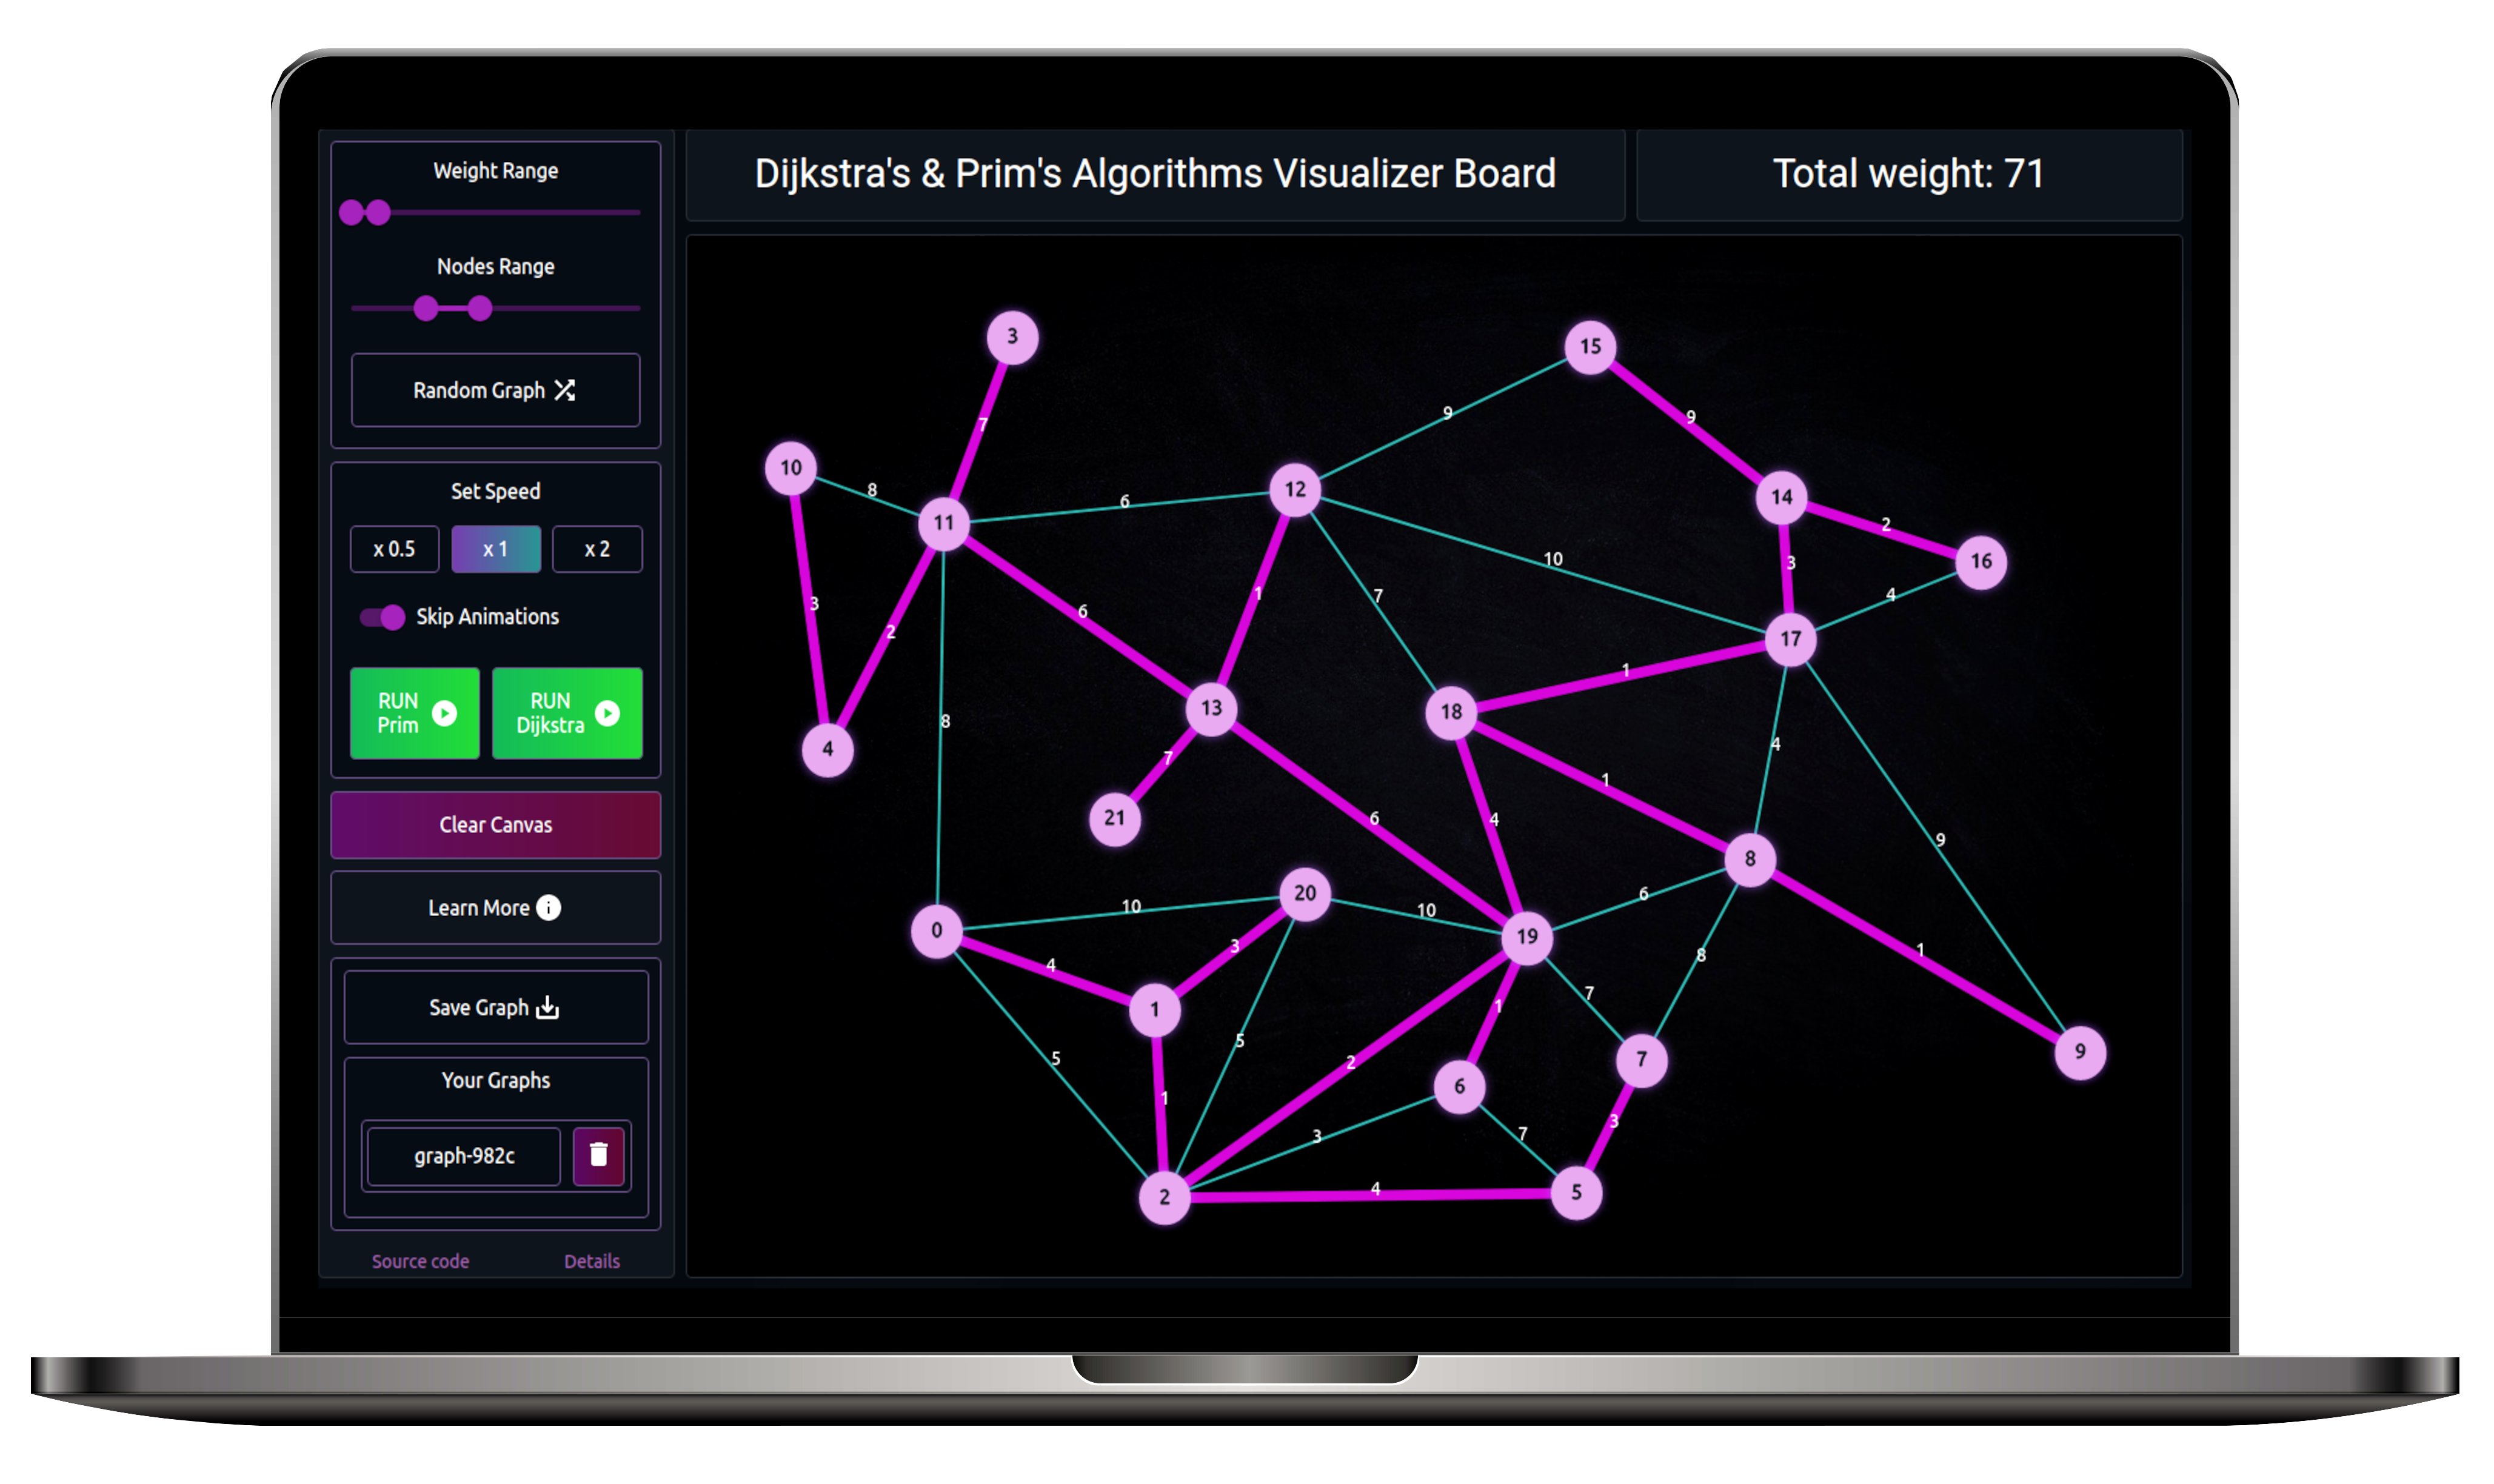 Weight Range
Nodes Range
Random Graph
Set Speed
x 0.5
x 1
x 2
Skip Animations
RUN
Prim
RUN
Dijkstra
Clear Canvas
Learn More
Save Graph
Your Graphs
graph-982c
Source code
Details
Dijkstra's & Prim's Algorithms Visualizer Board
Total weight: 71
3
15
9
7
9
10
8
11
6
12
14
2
16
10
3
3
2
6
1
7
4
17
1
13
18
8
4
7
4
1
21
6
4
9
8
20
6
10
10
0
19
3
8
1
4
7
1
1
5
9
5
2
7
6
1
3
3
7
4
2
5